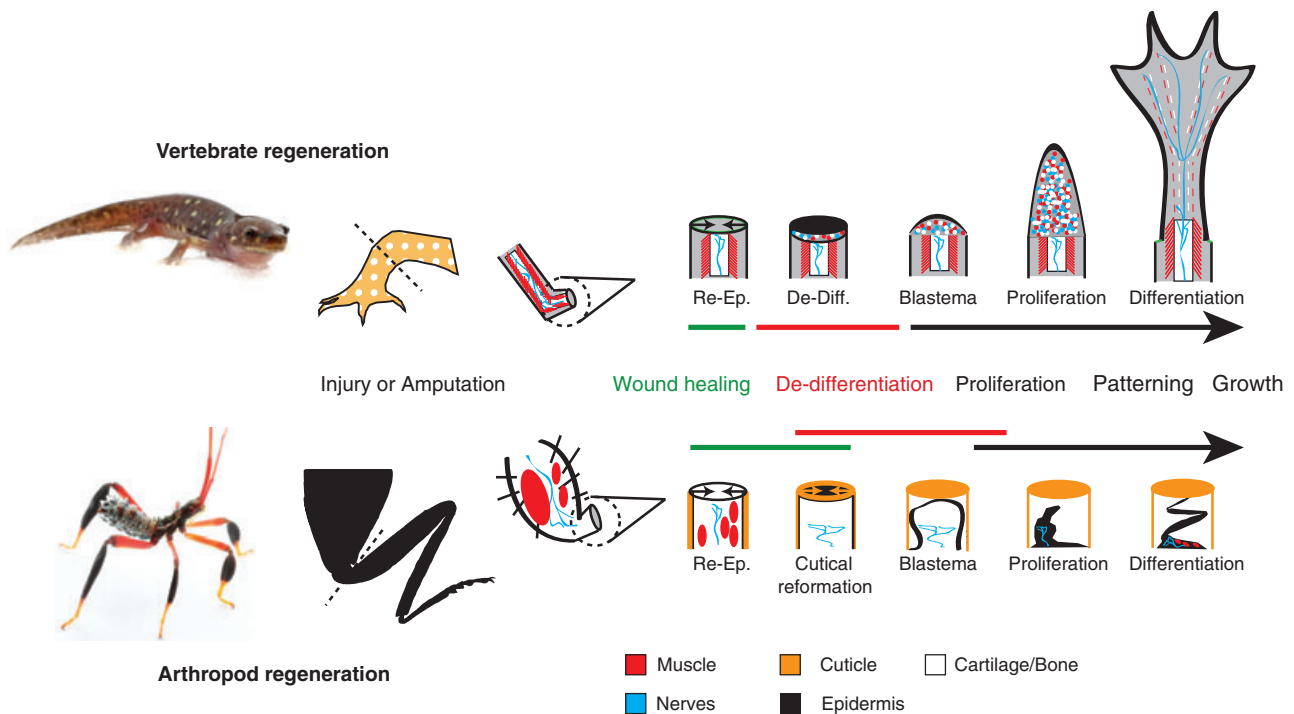 Vertebrate regeneration
Re-Ep.
De-Diff.
Blastema
Proliferation
Differentiation
Injury or Amputation
Wound healing
De-differentiation
Proliferation
Patterning
Growth
Re-Ep.
Cutical
reformation
Blastema
Proliferation
Differentiation
Arthropod regeneration
Muscle
Cuticle
Cartilage/Bone
Nerves
Epidermis